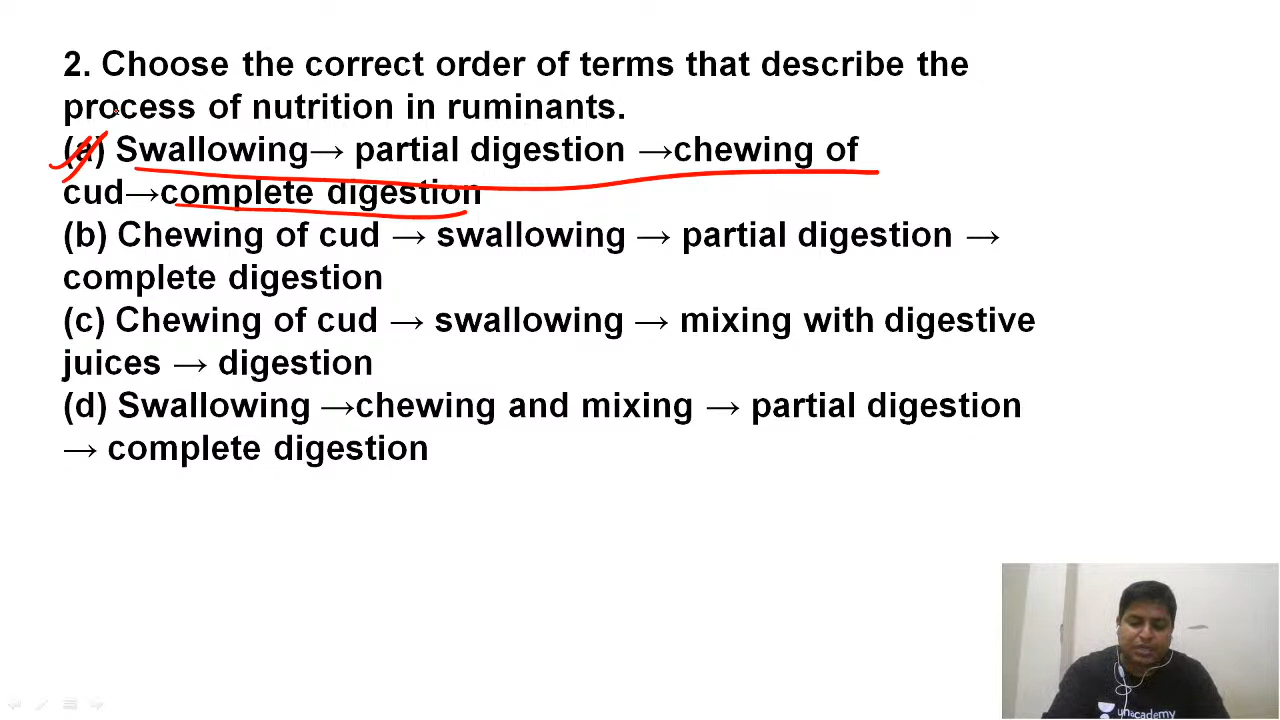 2. Choose the correct order of terms that describe the
process of nutrition in ruminants.
(a) Swallowing→ partial digestion →chewing of
cud→complete digestion
(b) Chewing of cud → swallowing → partial digestion →
complete digestion
(c) Chewing of cud → swallowing → mixing with digestive
juices → digestion
(d) Swallowing →chewing and mixing → partial digestion
→ complete digestion
unacademy